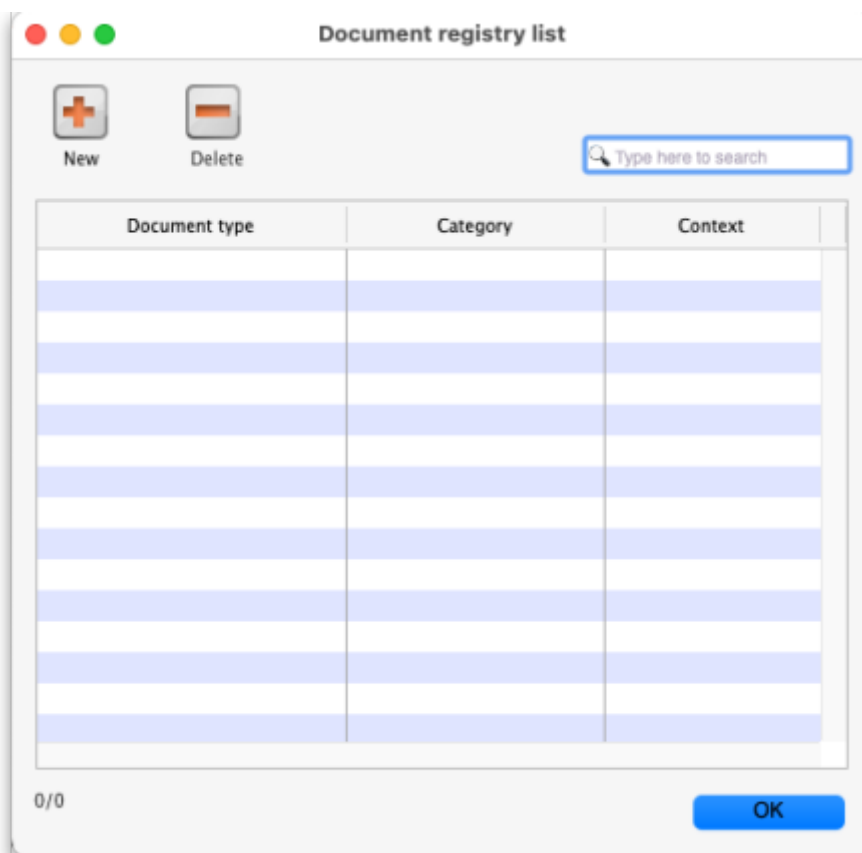 Document registry list
New Delete
Type here to search
Document type Category Context
0/0
OK